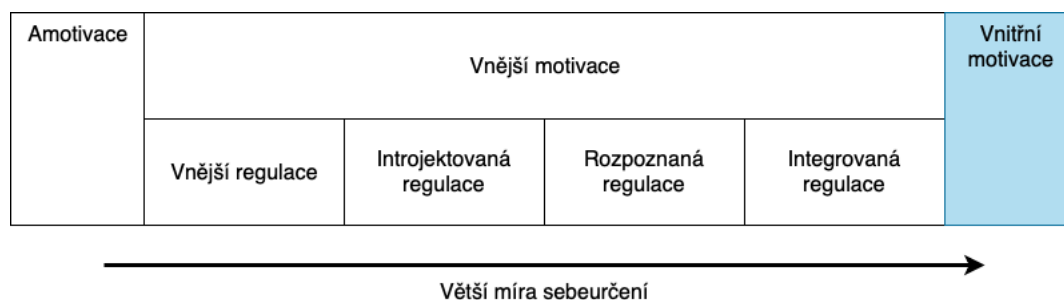 Amotivace
Vnější motivace
Vnitřní
motivace
Vnější regulace
Introjektovaná
regulace
Rozpoznaná
regulace
Integrovaná
regulace
Větší míra sebeurčení